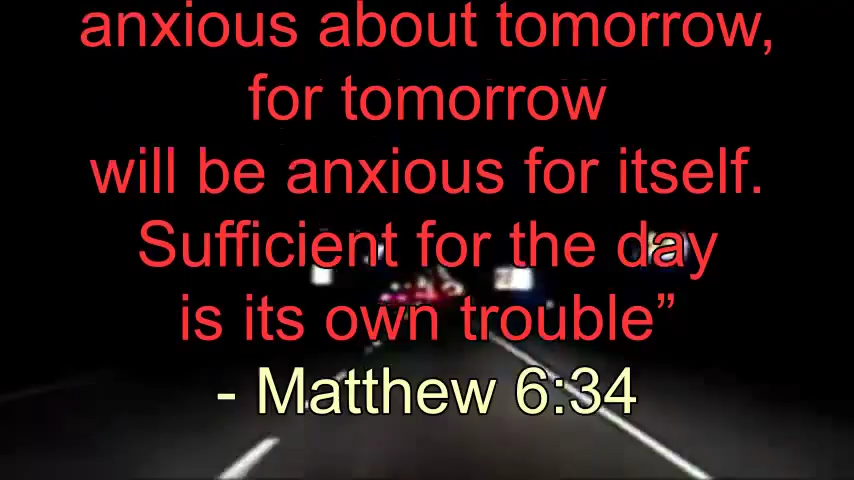 anxious about tomorrow,
for tomorrow
will be anxious for itself.
Sufficient for the day
is its own trouble”
- Matthew 6:34